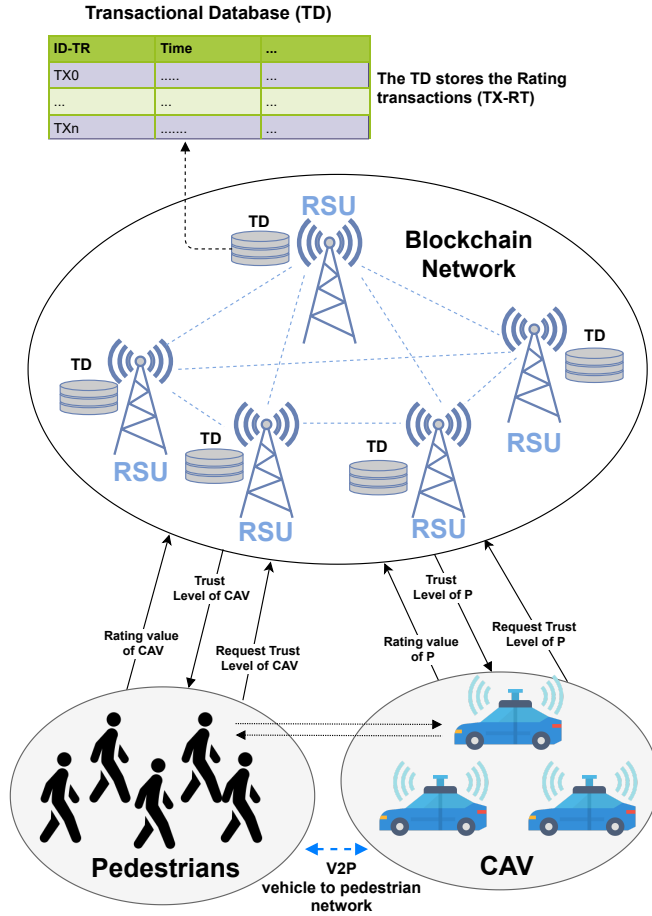 Transactional Database (TD)
ID-TR Time ...
TX0 ..... ...
... ... ...
TXn ....... ...
The TD stores the Rating
transactions (TX-RT)
RSU
TD
Blockchain
Network
TD
TD
RSU
TD
TD
RSU
RSU
RSU
Trust
Level of CAV
Trust
Level of P
Rating value
of CAV
Request Trust
Level of CAV
Rating value
of P
Request Trust
Level of P
Pedestrians
CAV
V2P
vehicle to pedestrian
network